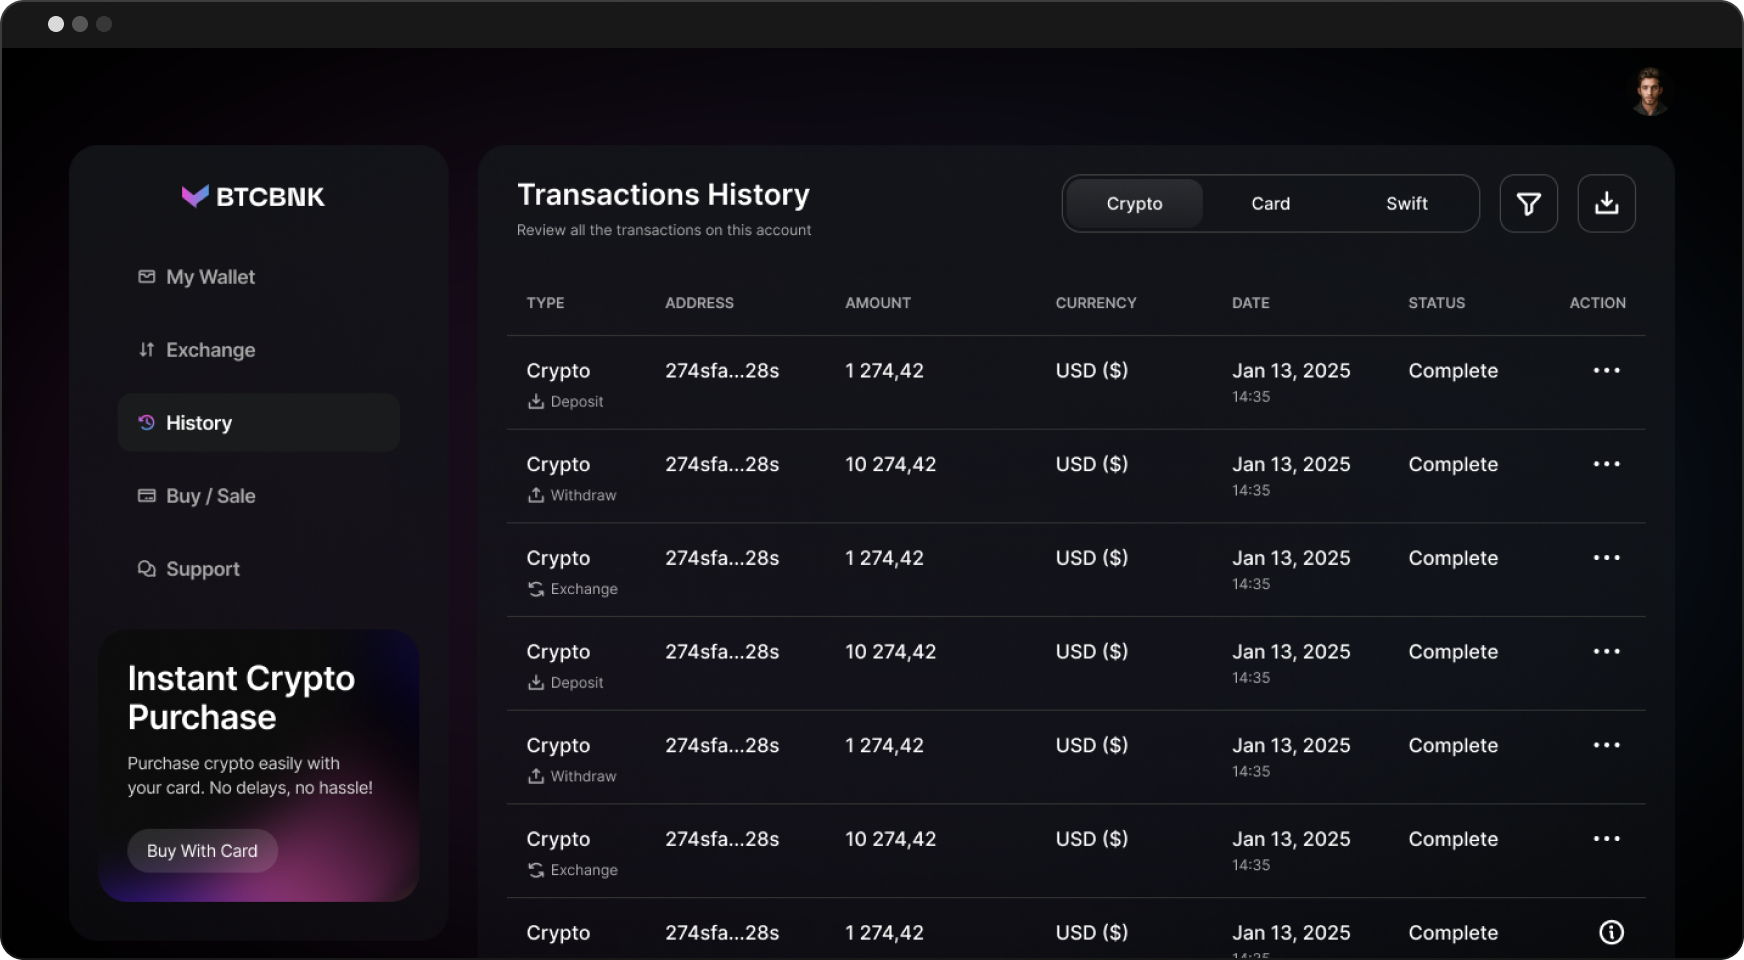 BTCBNK
My Wallet
Exchange
History
Buy / Sale
Support
Instant Crypto
Purchase
Purchase crypto easily with
your card. No delays, no hassle!
Buy With Card
Transactions History
Review all the transactions on this account
Crypto Card Swift
TYPE ADDRESS AMOUNT CURRENCY DATE STATUS ACTION
Crypto 274sfa...28s 1 274,42 USD ($) Jan 13, 2025 Complete
Deposit 14:35
Crypto 274sfa...28s 10 274,42 USD ($) Jan 13, 2025 Complete
Withdraw 14:35
Crypto 274sfa...28s 1 274,42 USD ($) Jan 13, 2025 Complete
Exchange 14:35
Crypto 274sfa...28s 10 274,42 USD ($) Jan 13, 2025 Complete
Deposit 14:35
Crypto 274sfa...28s 1 274,42 USD ($) Jan 13, 2025 Complete
Withdraw 14:35
Crypto 274sfa...28s 10 274,42 USD ($) Jan 13, 2025 Complete
Exchange 14:35
Crypto 274sfa...28s 1 274,42 USD ($) Jan 13, 2025 Complete